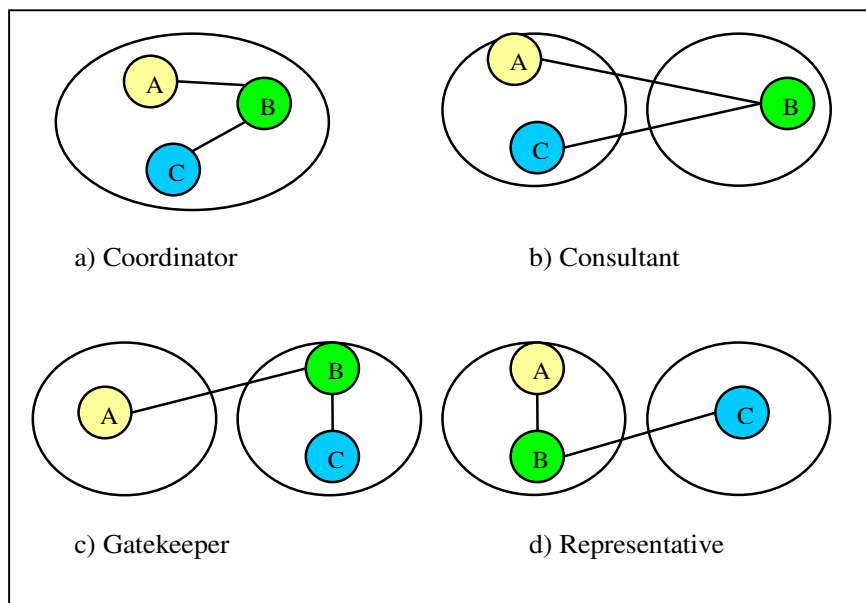 A
B
C
A
B
C
a) Coordinator
b) Consultant
B
A
A
C
C
B
c) Gatekeeper
d) Representative